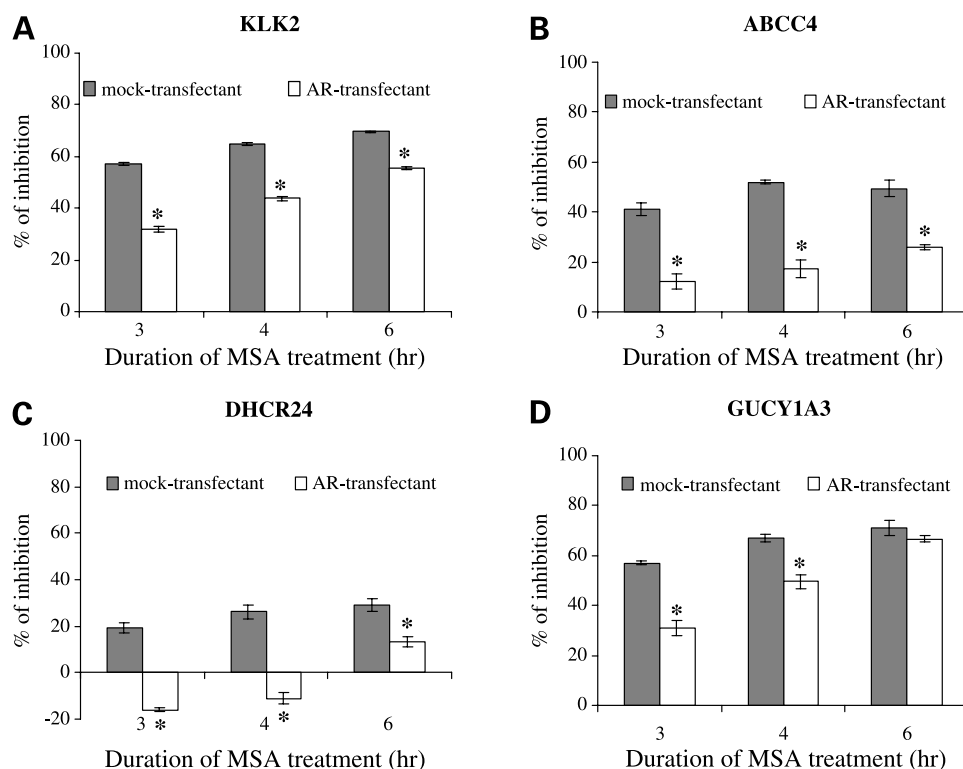 A
KLK2
100
80
60
40
20
0
% of inhibition
mock-transfectant AR-transfectant
* * *
3 4 6
Duration of MSA treatment (hr)
B
ABCC4
100
80
60
40
20
0
% of inhibition
mock-transfectant AR-transfectant
* * *
3 4 6
Duration of MSA treatment (hr)
C
DHCR24
100
80
60
40
20
0
-20
% of inhibition
mock-transfectant AR-transfectant
* * *
3 4 6
Duration of MSA treatment (hr)
D
GUCY1A3
100
80
60
40
20
0
% of inhibition
mock-transfectant AR-transfectant
* *
3 4 6
Duration of MSA treatment (hr)